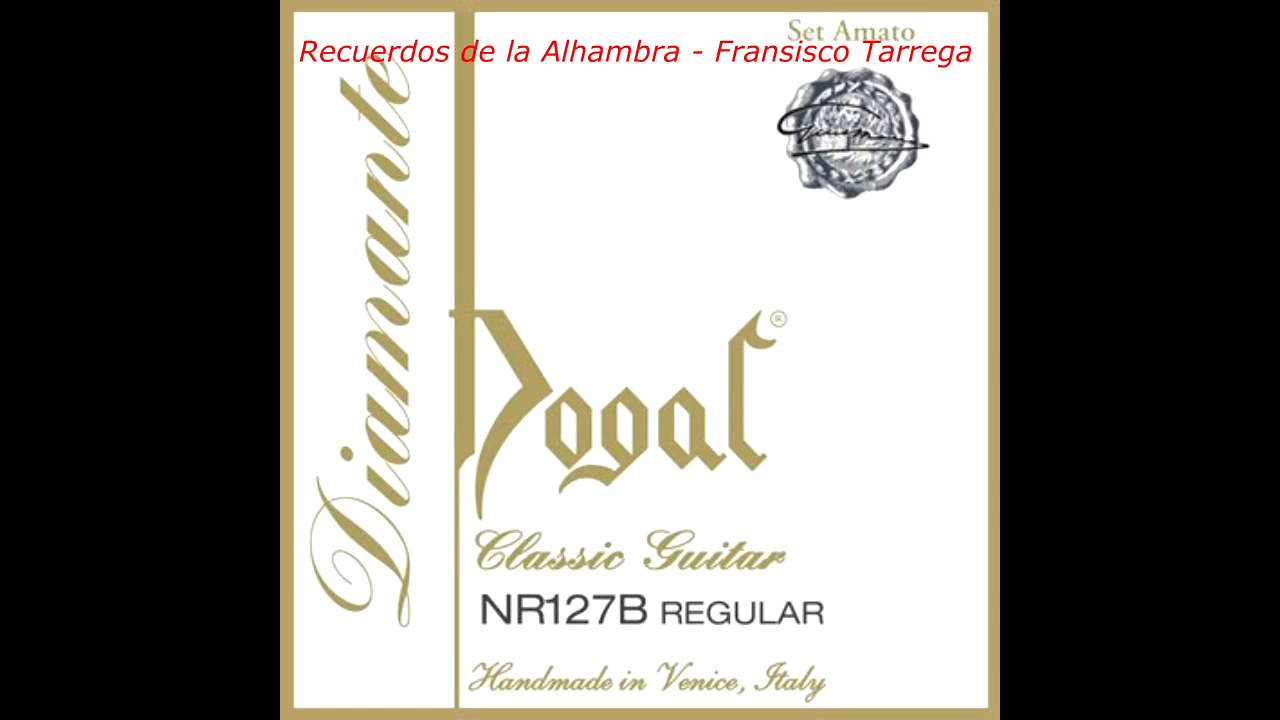 Set Amato
Recuerdos de la Alhambra - Fransisco Tarrega
Diamante
Dogal®
Classic Guitar
NR127B REGULAR
Handmade in Venice, Italy